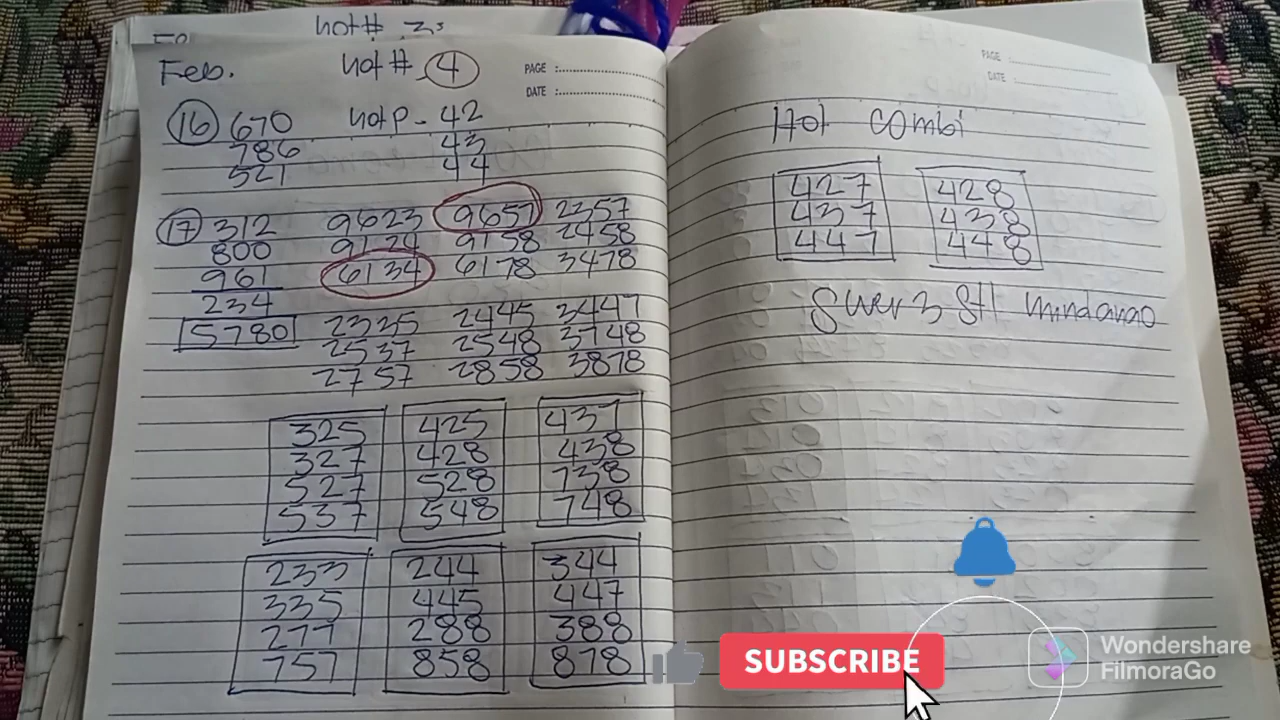 Hot # 3
Feb. Hot # 4
PAGE :
DATE :
16 670 Hot P - 42
786 43
521 44
17 312 9623 9657 2357
800 9124 9158 2458
961 6134 6178 3478
234
5780 2335 2445 3447
2537 2548 3748
2757 2858 3878
325 425 437
327 428 438
527 528 738
537 548 748
233 244 344
335 445 447
277 288 388
757 858 878
PAGE :
DATE :
Hot combi
427 428
437 438
447 448
Swer3 Stl mindanao
SUBSCRIBE
Wondershare
FilmoraGo